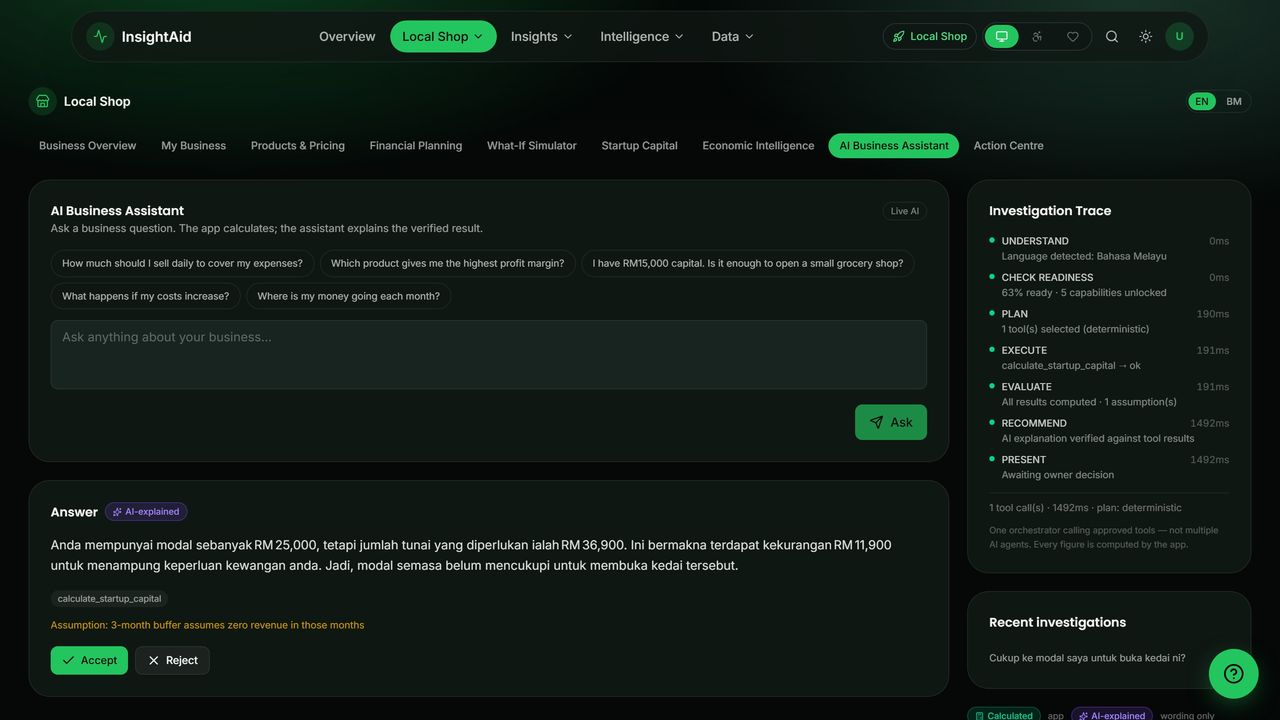 InsightAid
Overview
Local Shop
Insights
Intelligence
Data
Local Shop
U
Local Shop
EN
BM
Business Overview
My Business
Products & Pricing
Financial Planning
What-If Simulator
Startup Capital
Economic Intelligence
AI Business Assistant
Action Centre
AI Business Assistant
Live AI
Ask a business question. The app calculates; the assistant explains the verified result.
How much should I sell daily to cover my expenses?
Which product gives me the highest profit margin?
I have RM15,000 capital. Is it enough to open a small grocery shop?
What happens if my costs increase?
Where is my money going each month?
Ask anything about your business...
Ask
Answer
AI-explained
Anda mempunyai modal sebanyak RM 25,000, tetapi jumlah tunai yang diperlukan ialah RM 36,900. Ini bermakna terdapat kekurangan RM 11,900
untuk menampung keperluan kewangan anda. Jadi, modal semasa belum mencukupi untuk membuka kedai tersebut.
calculate_startup_capital
Assumption: 3-month buffer assumes zero revenue in those months
Accept
Reject
Investigation Trace
UNDERSTAND 0ms
Language detected: Bahasa Melayu
CHECK READINESS 0ms
63% ready · 5 capabilities unlocked
PLAN 190ms
1 tool(s) selected (deterministic)
EXECUTE 191ms
calculate_startup_capital → ok
EVALUATE 191ms
All results computed · 1 assumption(s)
RECOMMEND 1492ms
AI explanation verified against tool results
PRESENT 1492ms
Awaiting owner decision
1 tool call(s) · 1492ms · plan: deterministic
One orchestrator calling approved tools — not multiple
AI agents. Every figure is computed by the app.
Recent investigations
Cukup ke modal saya untuk buka kedai ni?
Calculated app AI-explained wording only